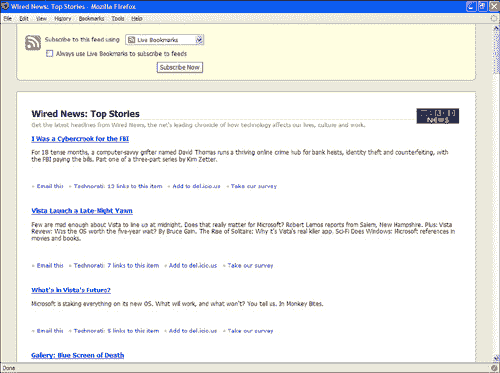 Wired News: Top Stories - Mozilla Firefox
File Edit View History Bookmarks Tools Help
Subscribe to this feed using Live Bookmarks
Always use Live Bookmarks to subscribe to feeds
Subscribe Now
Wired News: Top Stories
Get the latest headlines from Wired News, the net's leading chronicle of how technology affects our lives, culture and work.
NEWS
I Was a Cybercrook for the FBI
For 18 tense months, a computer-savvy grifter named David Thomas runs a thriving online crime hub for bank heists, identity theft and counterfeiting, with
the FBI paying the bills. Part one of a three-part series by Kim Zetter.
Email this Technorati: 13 links to this item Add to del.icio.us Take our survey
Vista Launch a Late-Night Yawn
Few are mad enough about Vista to line up at midnight. Does that really matter for Microsoft? Robert Lemos reports from Salem, New Hampshire. Plus: Vista
Review: Was the OS worth the five-year wait? By Bruce Gain. The Rise of Solitaire: Why it's Vista's real killer app. Sci-Fi Does Windows: Microsoft references in
movies and books.
Email this Technorati: 7 links to this item Add to del.icio.us Take our survey
What's in Vista's Future?
Microsoft is staking everything on its new OS. What will work, and what won't? You tell us. In Monkey Bites.
Email this Technorati: 5 links to this item Add to del.icio.us Take our survey
Gallery: Blue Screen of Death
Done